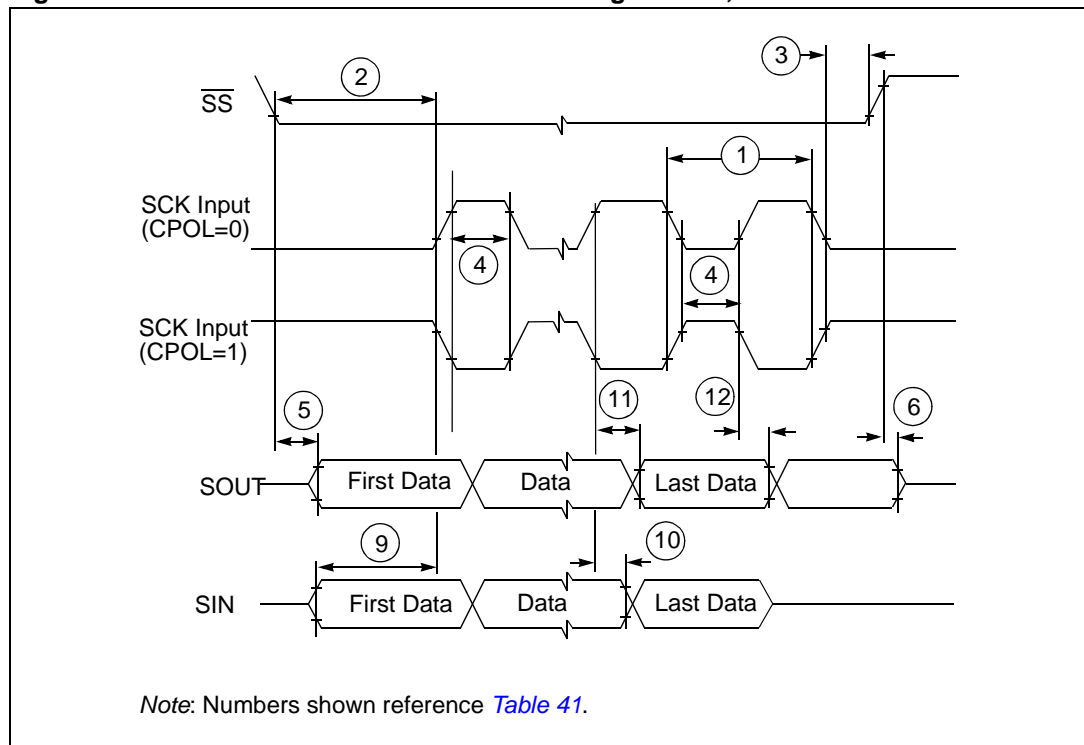 3
2
SS
1
SCK Input
(CPOL=0)
4
4
SCK Input
(CPOL=1)
11
12
5
6
SOUT
First Data
Data
Last Data
9
10
SIN
First Data
Data
Last Data
Note: Numbers shown reference Table 41.